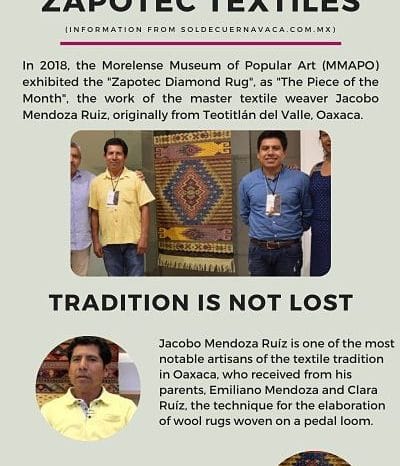 ZAPOTEC TEXTILES
(INFORMATION FROM SOLDECUERNAVACA.COM.MX)
In 2018, the Morelense Museum of Popular Art (MMAPO)
exhibited the "Zapotec Diamond Rug", as "The Piece of the
Month", the work of the master textile weaver Jacobo
Mendoza Ruiz, originally from Teotitlán del Valle, Oaxaca.
TRADITION IS NOT LOST
Jacobo Mendoza Ruíz is one of the most
notable artisans of the textile tradition
in Oaxaca, who received from his
parents, Emiliano Mendoza and Clara
Ruíz, the technique for the elaboration
of wool rugs woven on a pedal loom.